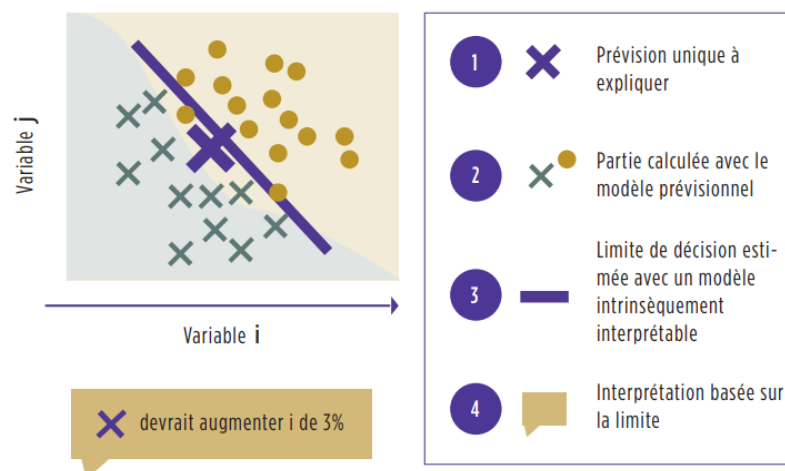 Variable j
Variable i
devrait augmenter i de 3%
1
Prévision unique à
expliquer
2
Partie calculée avec le
modèle prévisionnel
3
Limite de décision esti-
mée avec un modèle
intrinsèquement
interprétable
4
Interprétation basée sur
la limite